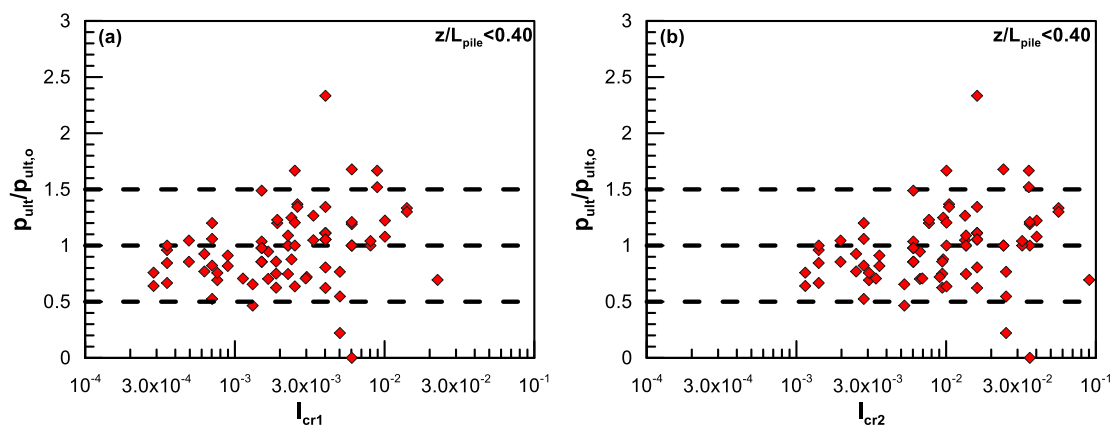 3
(a)
z/Lpile<0.40
2.5
2
1.5
1
0.5
0
pult/pult,o
10-4
3.0x10-4
10-3
3.0x10-3
10-2
3.0x10-2
10-1
Icr1
3
(b)
z/Lpile<0.40
2.5
2
1.5
1
0.5
0
pult/pult,o
10-4
3.0x10-4
10-3
3.0x10-3
10-2
3.0x10-2
10-1
Icr2